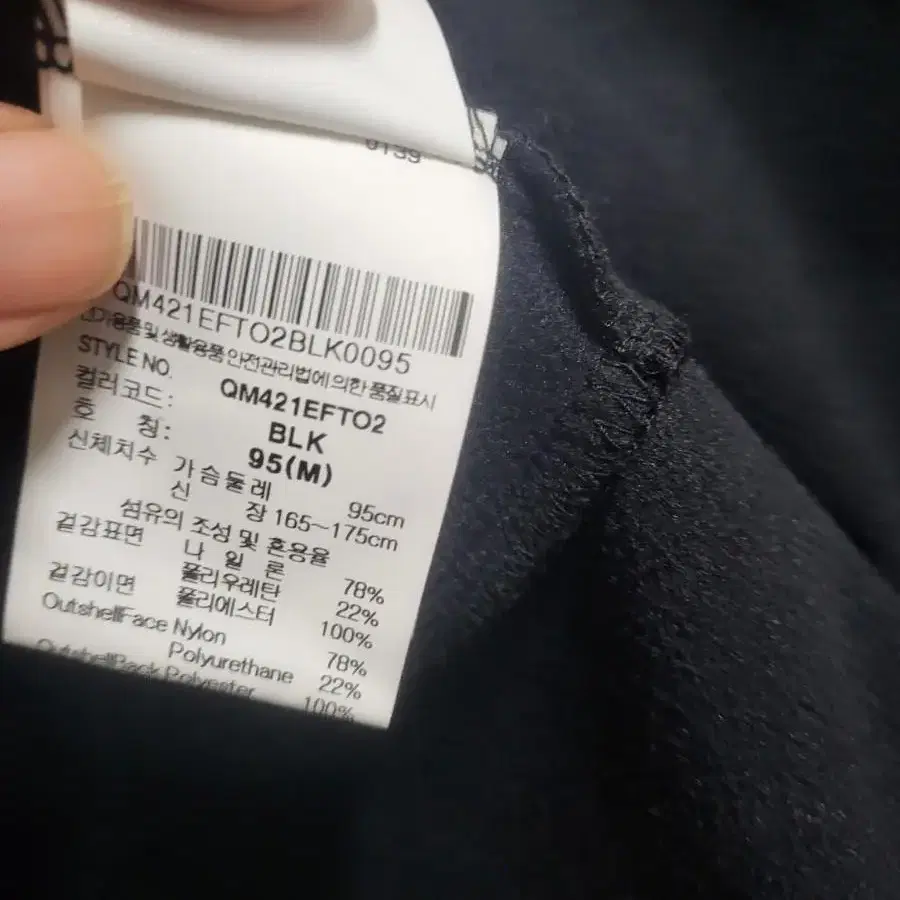 0139
QM421EFTO2BLK0095
전기용품 및 생활용품 안전관리법에 의한 품질표시
STYLE NO. QM421EFTO2
컬러코드: BLK
호 칭: 95(M)
신체치수 가슴둘레 95cm
신 장 165~175cm
섬유의 조성 및 혼용율
겉감표면 나 일 론 78%
폴리우레탄 22%
겉감이면 폴리에스터 100%
OutshellFace Nylon 78%
Polyurethane 22%
OutshellBack Polyester 100%